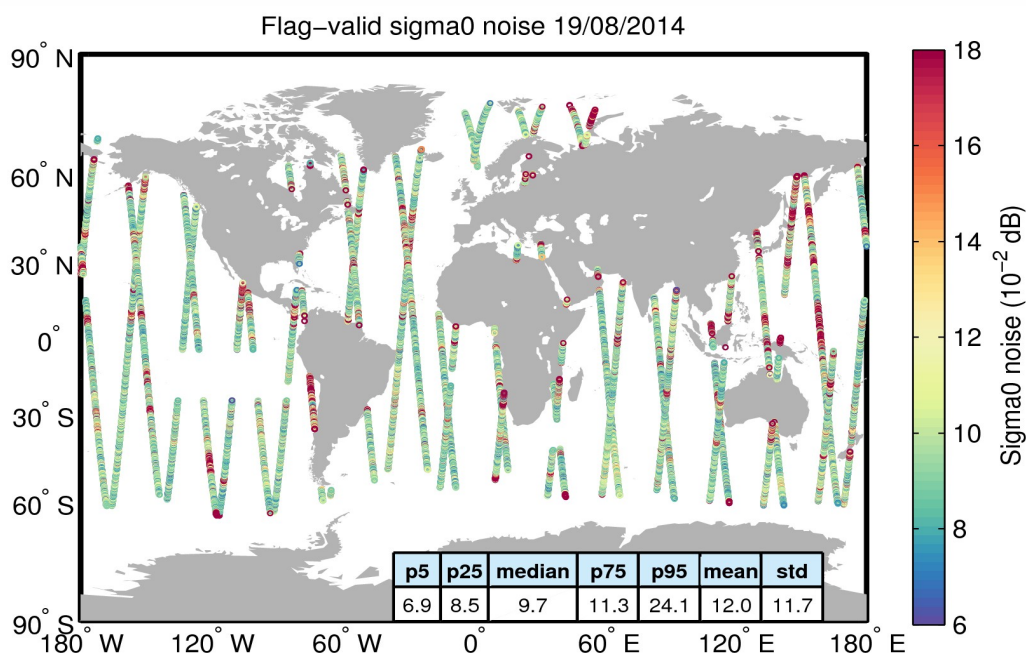 Flag−valid sigma0 noise 19/08/2014
90° N
60° N
30° N
0°
30° S
60° S
90° S
180° W
120° W
60° W
0°
60° E
120° E
180° E
p5 p25 median p75 p95 mean std
6.9 8.5 9.7 11.3 24.1 12.0 11.7
18
16
14
12
10
8
6
Sigma0 noise (10⁻² dB)